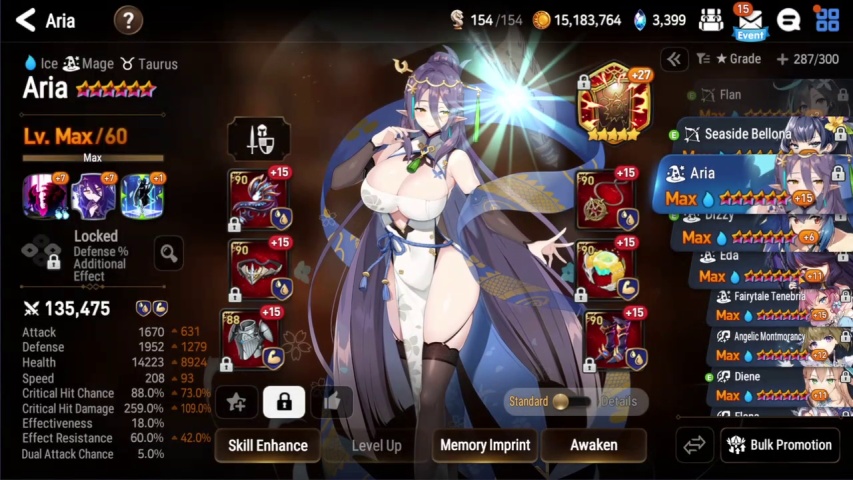 Aria
?
154/154
15,183,764
3,399
15
Event
Ice Mage Taurus
Aria
Lv. Max/60
Max
+7
+7
+1
Locked
Defense %
Additional
Effect
135,475
Attack 1670 631
Defense 1952 1279
Health 14223 8924
Speed 208 93
Critical Hit Chance 88.0% 73.0%
Critical Hit Damage 259.0% 109.0%
Effectiveness 18.0%
Effect Resistance 60.0% 42.0%
Dual Attack Chance 5.0%
90 +15
90 +15
88 +15
+27
90 +15
90 +15
90 +15
Standard Details
Skill Enhance
Level Up
Memory Imprint
Awaken
Grade + 287/300
Flan
E Seaside Bellona
Aria
Max +15
Dizzy
Max +6
Eda
Max +11
Fairytale Tenebria
Max +15
Angelic Montmorancy
Max +12
E Diene
Max +11
Elena
Bulk Promotion